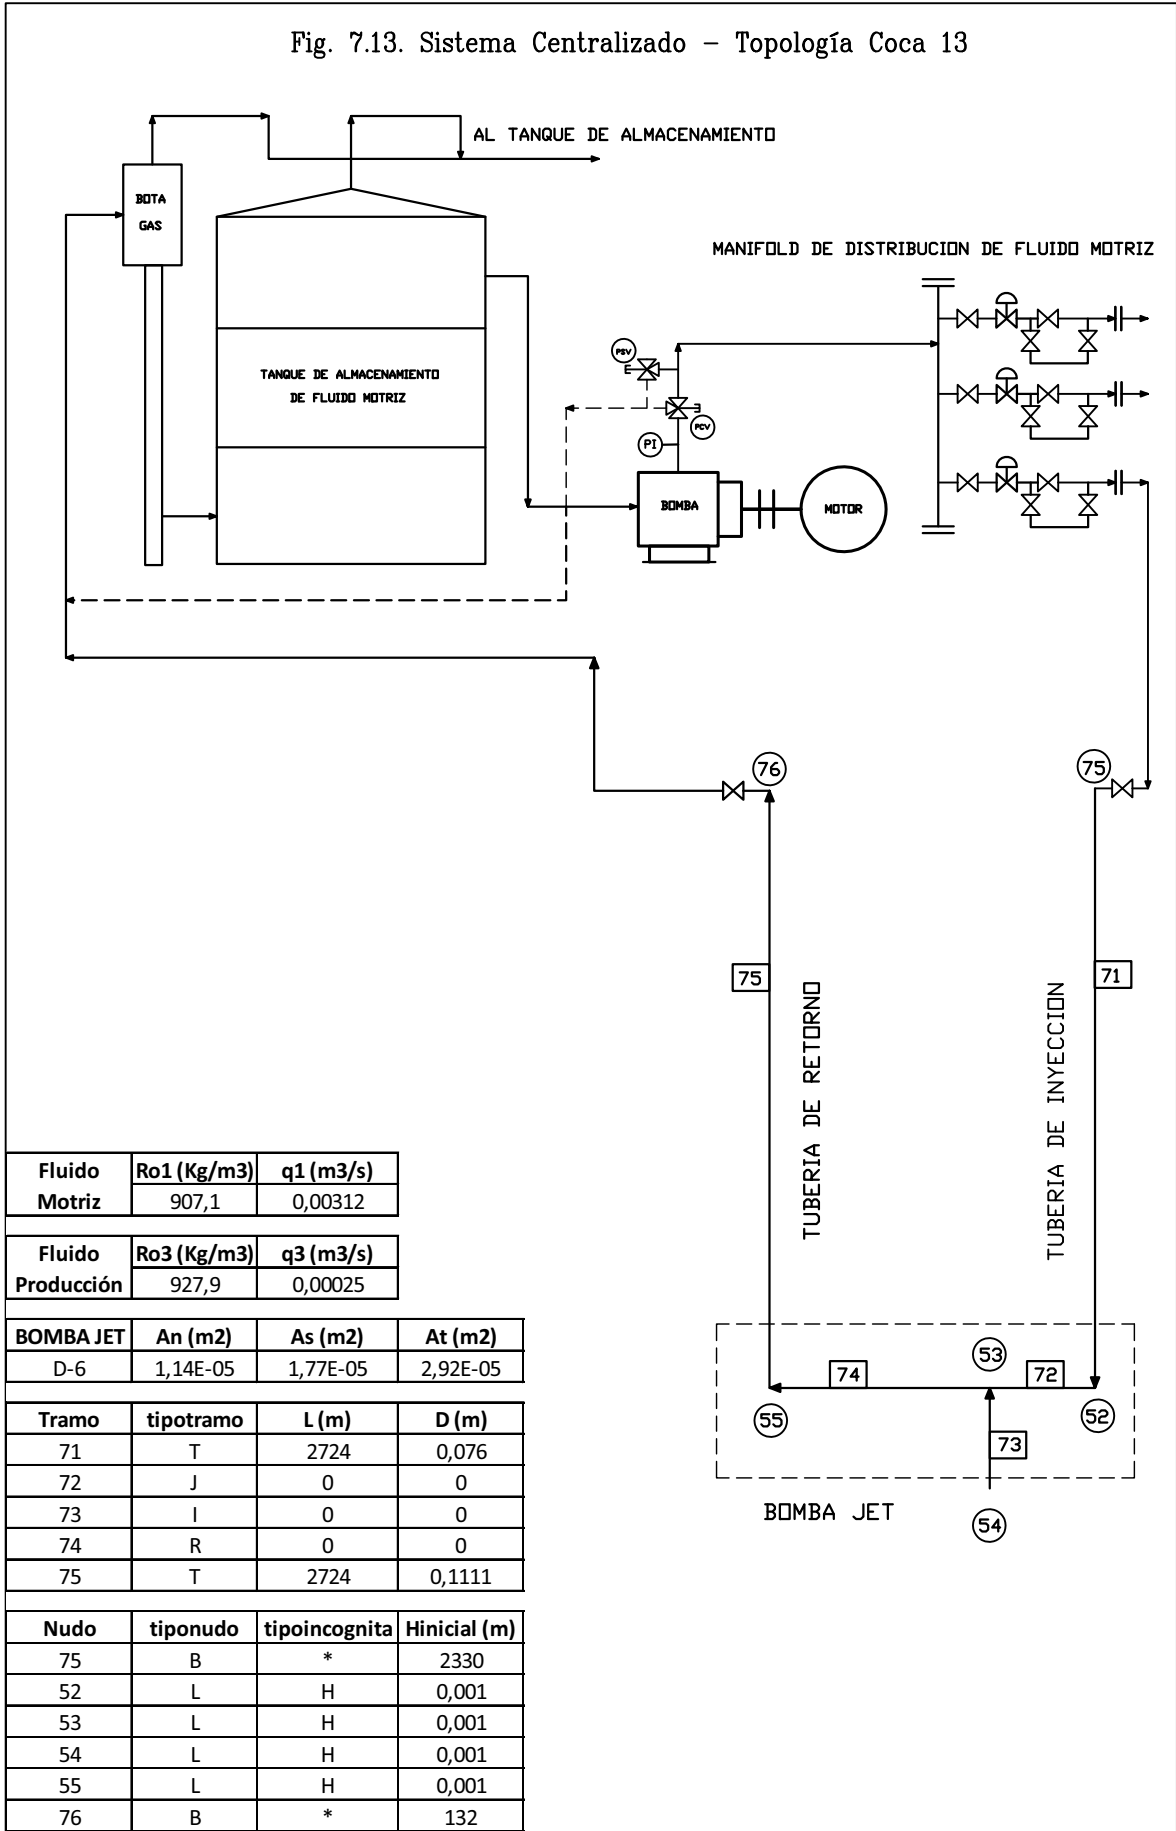 Fig. 7.13. Sistema Centralizado – Topología Coca 13
AL TANQUE DE ALMACENAMIENTO
BOTA
GAS
MANIFOLD DE DISTRIBUCION DE FLUIDO MOTRIZ
TANQUE DE ALMACENAMIENTO
DE FLUIDO MOTRIZ
PSV
PCV
PI
BOMBA
MOTOR
76
75
75
71
TUBERIA DE RETORNO
TUBERIA DE INYECCION
Fluido Motriz Ro1 (Kg/m3) q1 (m3/s)
907,1 0,00312
Fluido Producción Ro3 (Kg/m3) q3 (m3/s)
927,9 0,00025
BOMBA JET An (m2) As (m2) At (m2)
D-6 1,14E-05 1,77E-05 2,92E-05
Tramo tipotramo L (m) D (m)
71 T 2724 0,076
72 J 0 0
73 I 0 0
74 R 0 0
75 T 2724 0,1111
Nudo tiponudo tipoincognita Hinicial (m)
75 B * 2330
52 L H 0,001
53 L H 0,001
54 L H 0,001
55 L H 0,001
76 B * 132
53
74
72
55
52
73
BOMBA JET
54